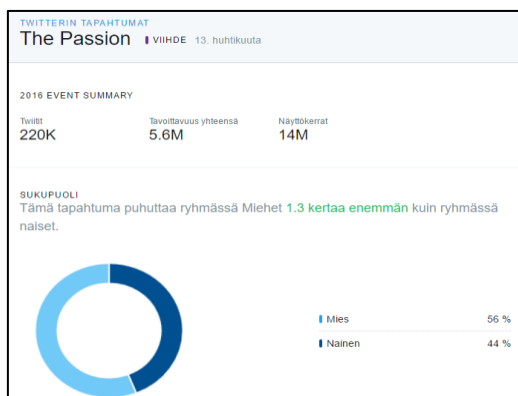 TWITTERIN TAPAHTUMAT
The Passion VIIHDE 13. huhtikuuta
2016 EVENT SUMMARY
Twiitit Tavoittavuus yhteensä Näyttökerrat
220K 5.6M 14M
SUKUPUOLI
Tämä tapahtuma puhuttaa ryhmässä Miehet 1.3 kertaa enemmän kuin ryhmässä
naiset.
Mies 56 %
Nainen 44 %